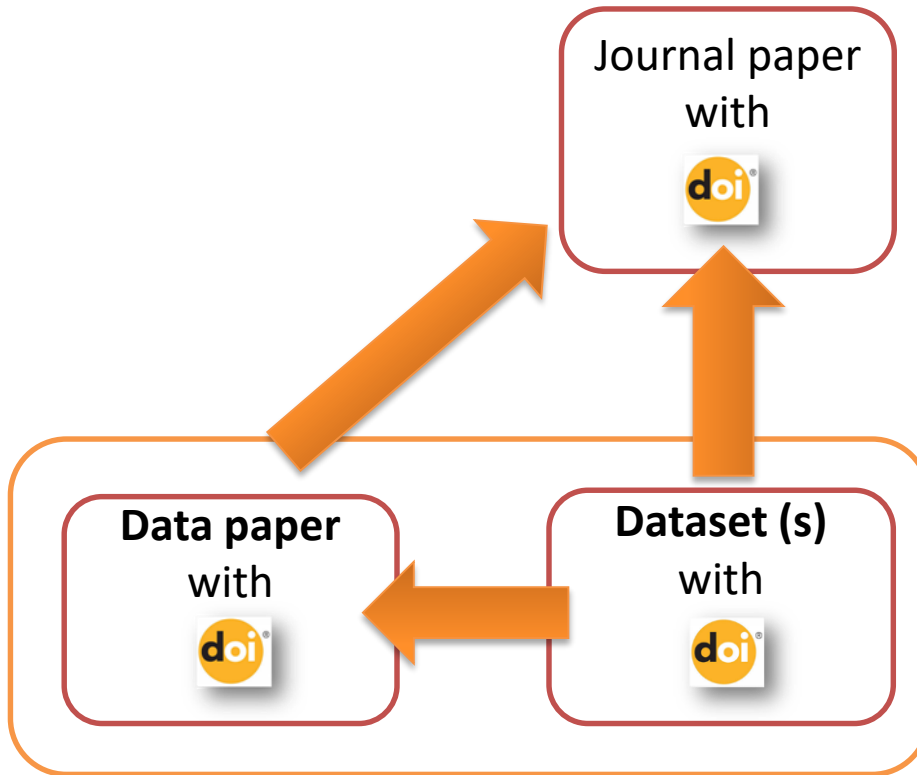 Journal paper
with
doi®
Data paper
with
doi®
Dataset (s)
with
doi®